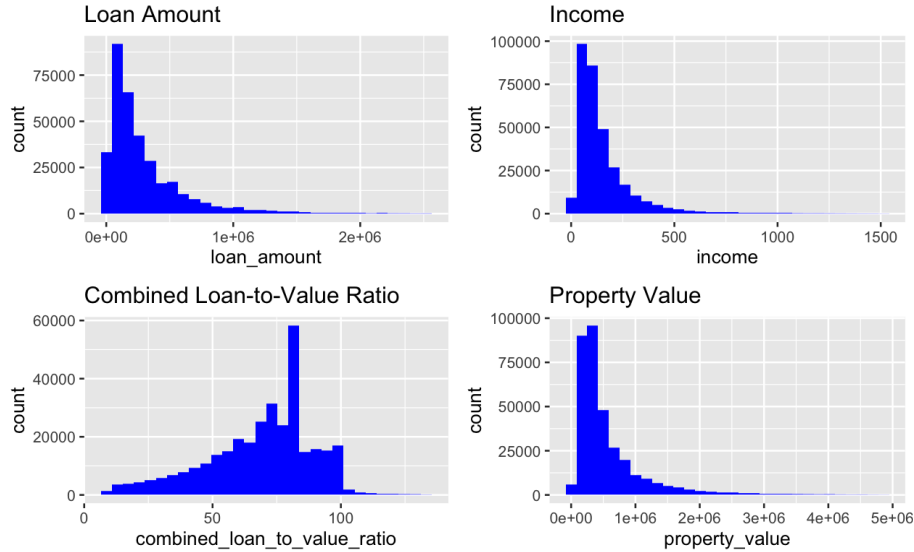 Loan Amount
count
75000
50000
25000
0
0e+00 1e+06 2e+06
loan_amount
Income
count
100000
75000
50000
25000
0
0 500 1000 1500
income
Combined Loan-to-Value Ratio
count
60000
40000
20000
0
0 50 100
combined_loan_to_value_ratio
Property Value
count
100000
75000
50000
25000
0
0e+00 1e+06 2e+06 3e+06 4e+06 5e+06
property_value